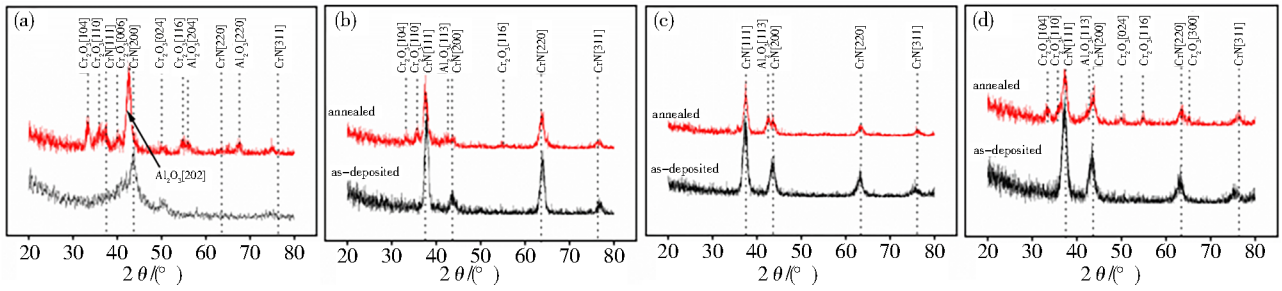 (a)
Cr₂O₃[104]
Cr₂O₃[110]
CrN[111]
Cr₂O₃[006]
CrN[200]
Cr₂O₃[024]
Cr₂O₃[116]
Al₂O₃[204]
CrN[220]
Al₂O₃[220]
CrN[311]
Al₂O₃[202]
20 30 40 50 60 70 80
2 θ/(°)
(b)
Cr₂O₃[104]
Cr₂O₃[110]
CrN[111]
Al₂O₃[113]
CrN[200]
Cr₂O₃[116]
CrN[220]
CrN[311]
annealed
as-deposited
20 30 40 50 60 70 80
2 θ/(°)
(c)
CrN[111]
Al₂O₃[113]
CrN[200]
CrN[220]
CrN[311]
annealed
as-deposited
20 30 40 50 60 70 80
2 θ/(°)
(d)
Cr₂O₃[104]
Cr₂O₃[110]
CrN[111]
Al₂O₃[113]
CrN[200]
Cr₂O₃[024]
Cr₂O₃[116]
CrN[220]
Cr₂O₃[300]
CrN[311]
annealed
as-deposited
20 30 40 50 60 70 80
2 θ/(°)